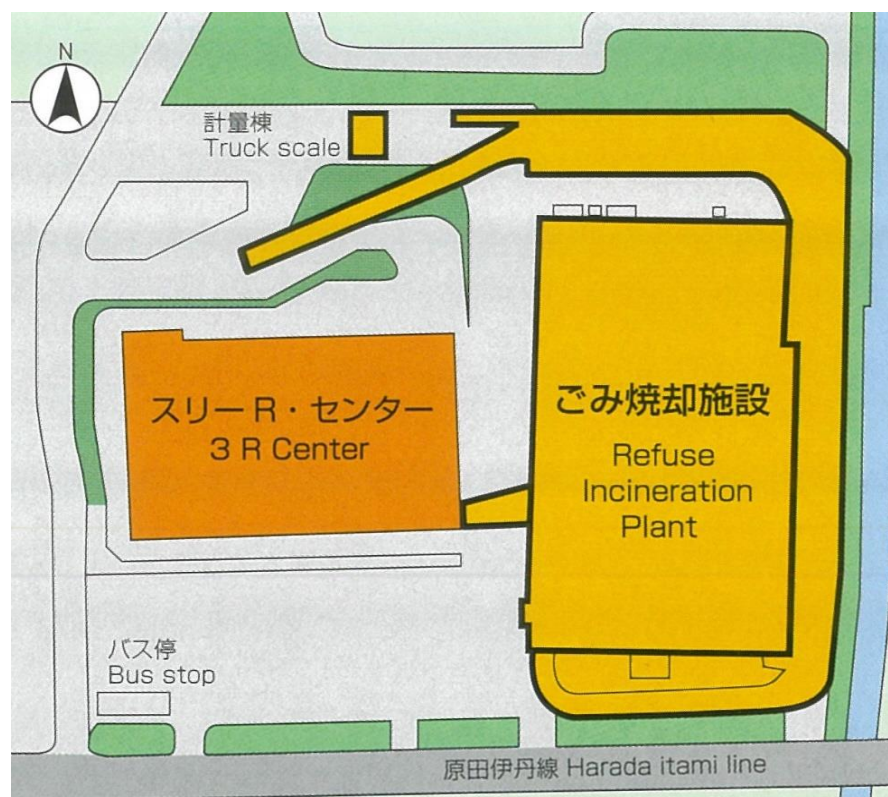 N
計量棟
Truck scale
スリーR・センター
3 R Center
ごみ焼却施設
Refuse
Incineration
Plant
バス停
Bus stop
原田伊丹線 Harada itami line